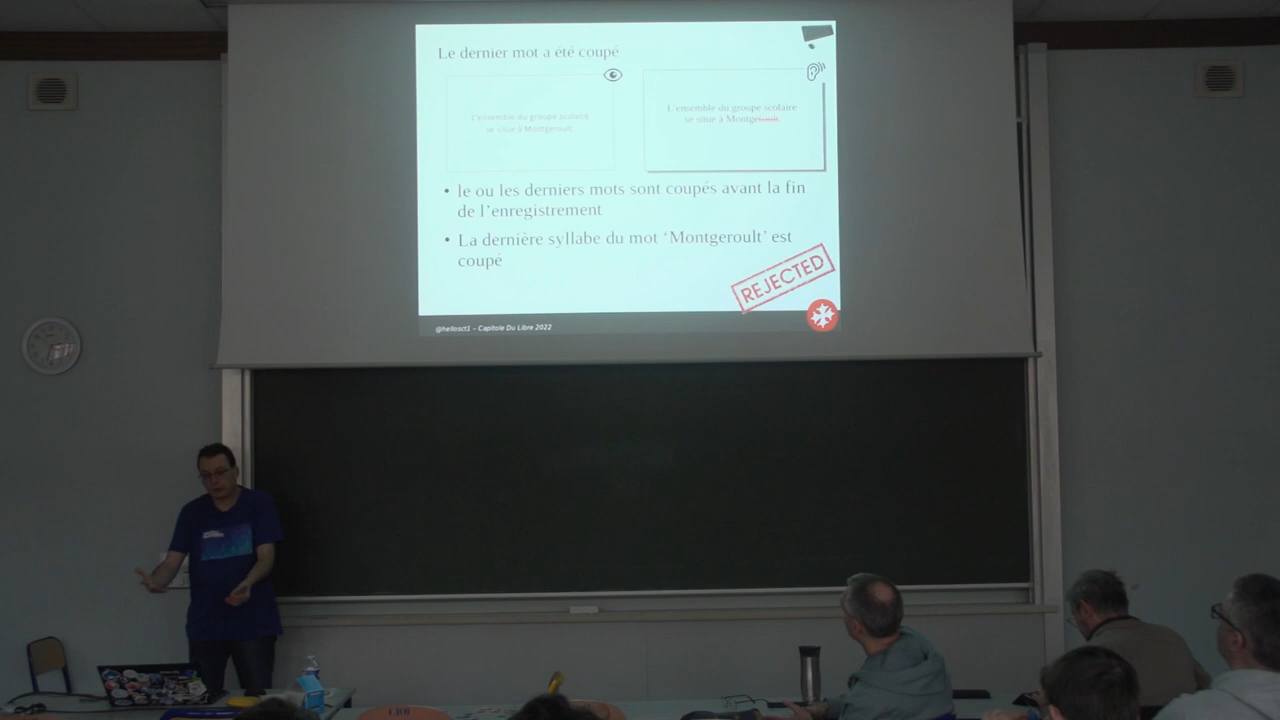 Le dernier mot a été coupé
L'ensemble du groupe scolaire
se situe à Montgeroult.
L'ensemble du groupe scolaire
se situe à Montgeroult.
• le ou les derniers mots sont coupés avant la fin
de l'enregistrement
• La dernière syllabe du mot ‘Montgeroult’ est
coupé
REJECTED
@hellosct1 – Capitole Du Libre 2022